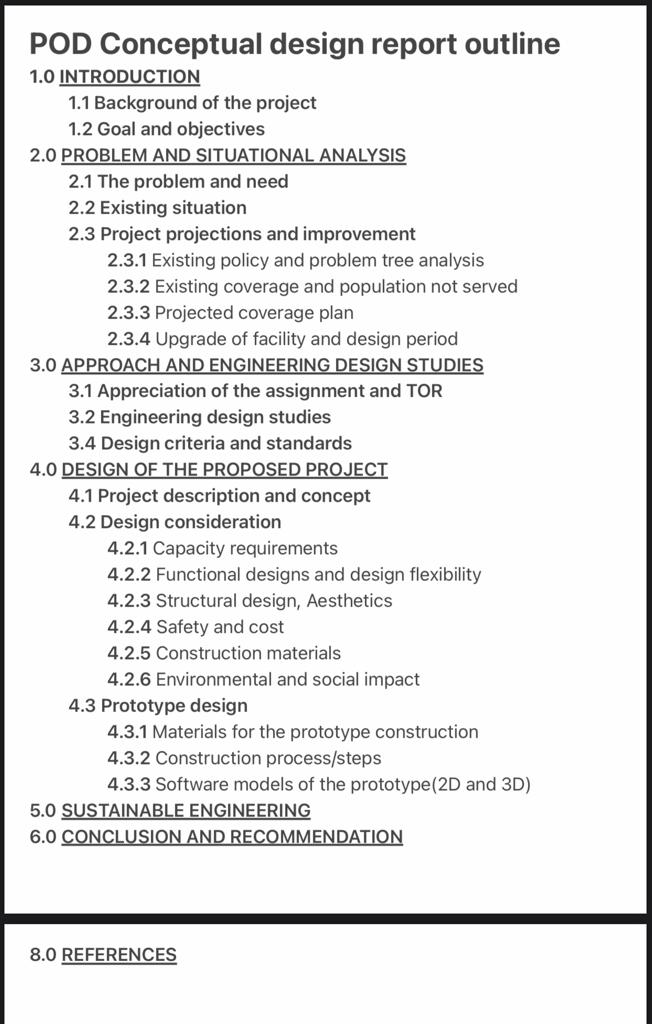 POD Conceptual design report outline
1.0 INTRODUCTION
1.1 Background of the project
1.2 Goal and objectives
2.0 PROBLEM AND SITUATIONAL ANALYSIS
2.1 The problem and need
2.2 Existing situation
2.3 Project projections and improvement
2.3.1 Existing policy and problem tree analysis
2.3.2 Existing coverage and population not served
2.3.3 Projected coverage plan
2.3.4 Upgrade of facility and design period
3.0 APPROACH AND ENGINEERING DESIGN STUDIES
3.1 Appreciation of the assignment and TOR
3.2 Engineering design studies
3.4 Design criteria and standards
4.0 DESIGN OF THE PROPOSED PROJECT
4.1 Project description and concept
4.2 Design consideration
4.2.1 Capacity requirements
4.2.2 Functional designs and design flexibility
4.2.3 Structural design, Aesthetics
4.2.4 Safety and cost
4.2.5 Construction materials
4.2.6 Environmental and social impact
4.3 Prototype design
4.3.1 Materials for the prototype construction
4.3.2 Construction process/steps
4.3.3 Software models of the prototype(2D and 3D)
5.0 SUSTAINABLE ENGINEERING
6.0 CONCLUSION AND RECOMMENDATION
8.0 REFERENCES